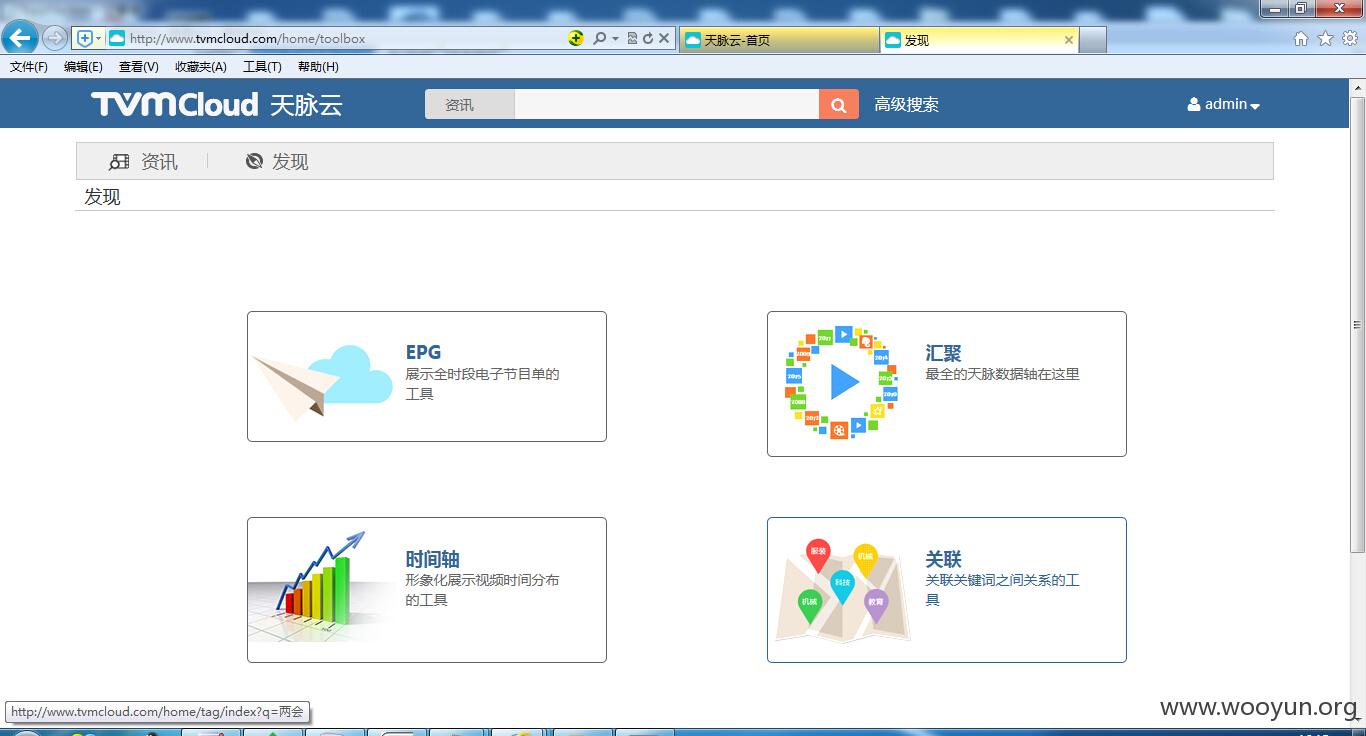 http://www.tvmcloud.com/home/toolbox
天脉云-首页
发现
文件(F) 编辑(E) 查看(V) 收藏夹(A) 工具(T) 帮助(H)
TVMCloud 天脉云
资讯
高级搜索
admin
资讯
发现
发现
EPG
展示全时段电子节目单的
工具
汇聚
最全的天脉数据轴在这里
时间轴
形象化展示视频时间分布
的工具
服装
机械
科技
机械
教育
关联
关联关键词之间关系的工
具
http://www.tvmcloud.com/home/tag/index?q=两会
www.wooyun.org